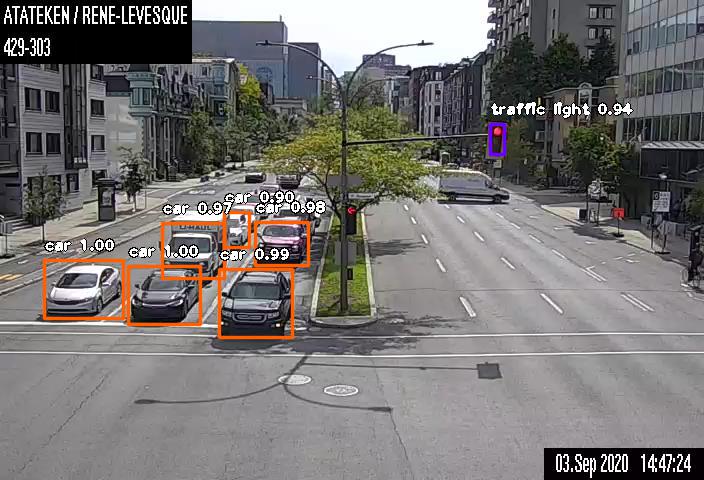 ATATEKEN / RENE-LEVESQUE
429-303
traffic light 0.94
car 0.90
car 0.97
car 0.98
U-HAUL
car 1.00
car 1.00
car 0.99
03.Sep 2020 14:47:24